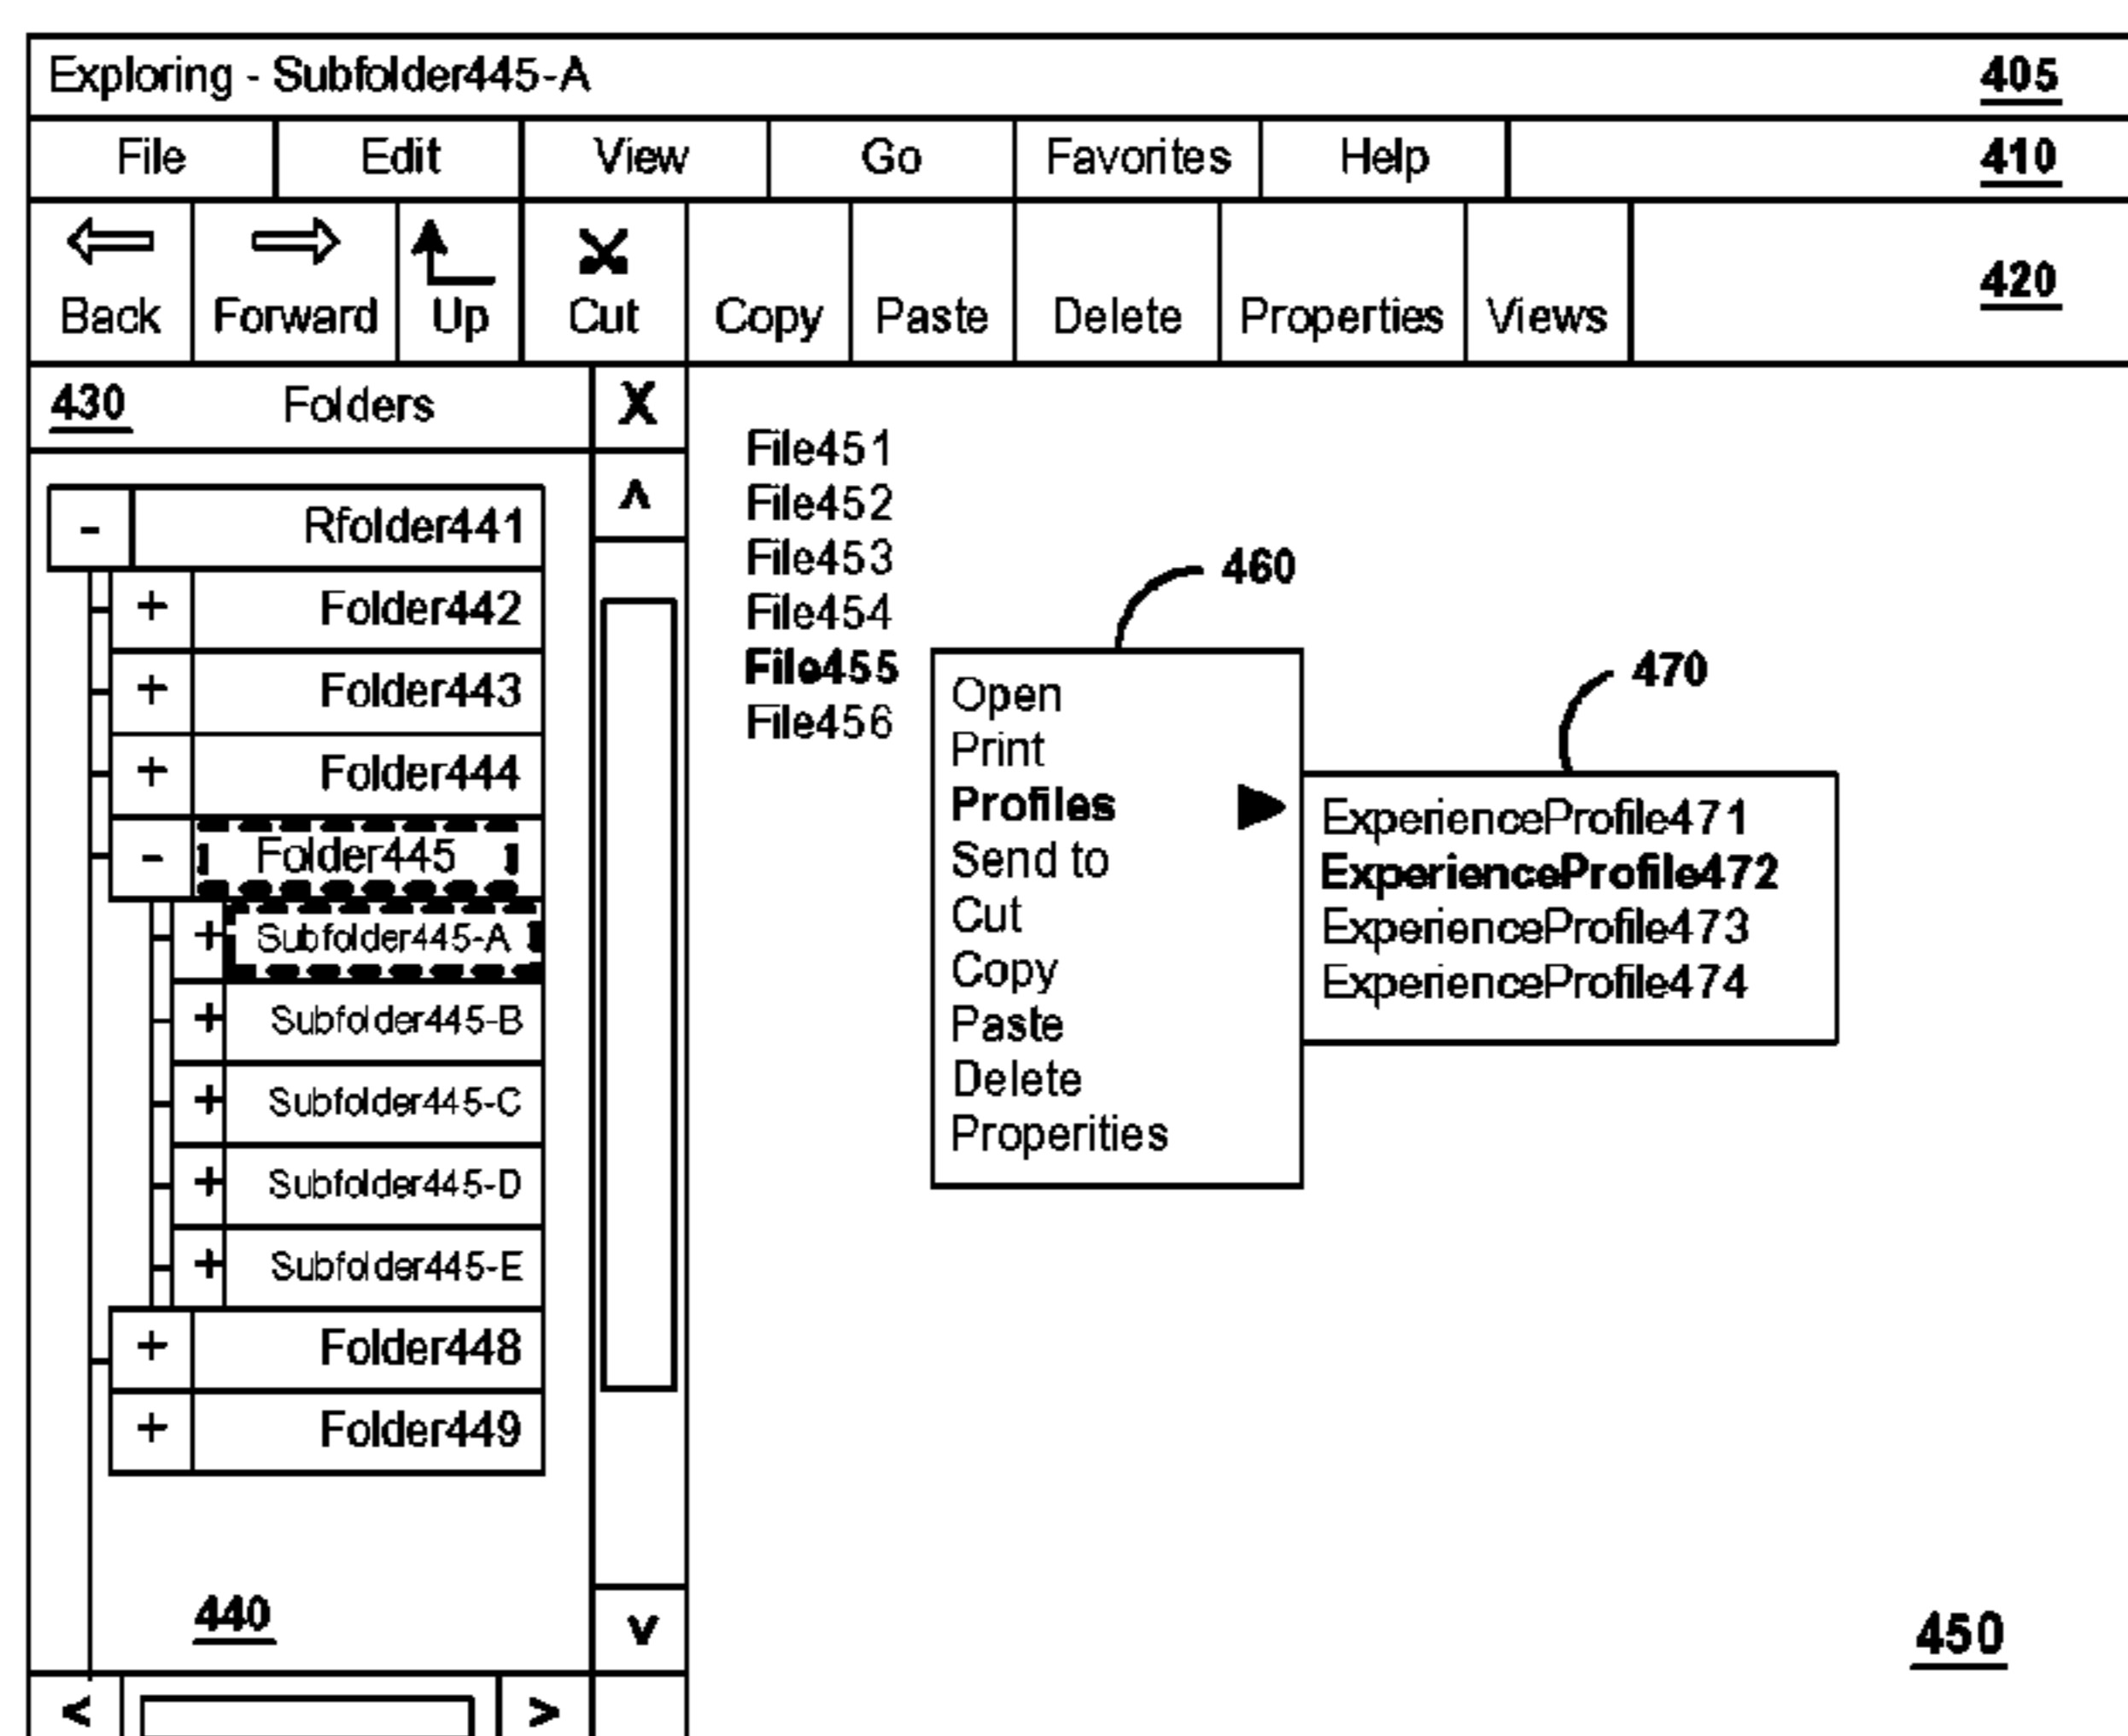 Exploring - Subfolder445-A 405
File Edit View Go Favorites Help 410
Back Forward Up Cut Copy Paste Delete Properties Views 420
430 Folders X
- Rfolder441
+ Folder442
+ Folder443
+ Folder444
- Folder445
+ Subfolder445-A
+ Subfolder445-B
+ Subfolder445-C
+ Subfolder445-D
+ Subfolder445-E
+ Folder448
+ Folder449
440
File451
File452
File453
File454
File455
File456
460
Open
Print
Profiles
Send to
Cut
Copy
Paste
Delete
Properities
470
ExperienceProfile471
ExperienceProfile472
ExperienceProfile473
ExperienceProfile474
450